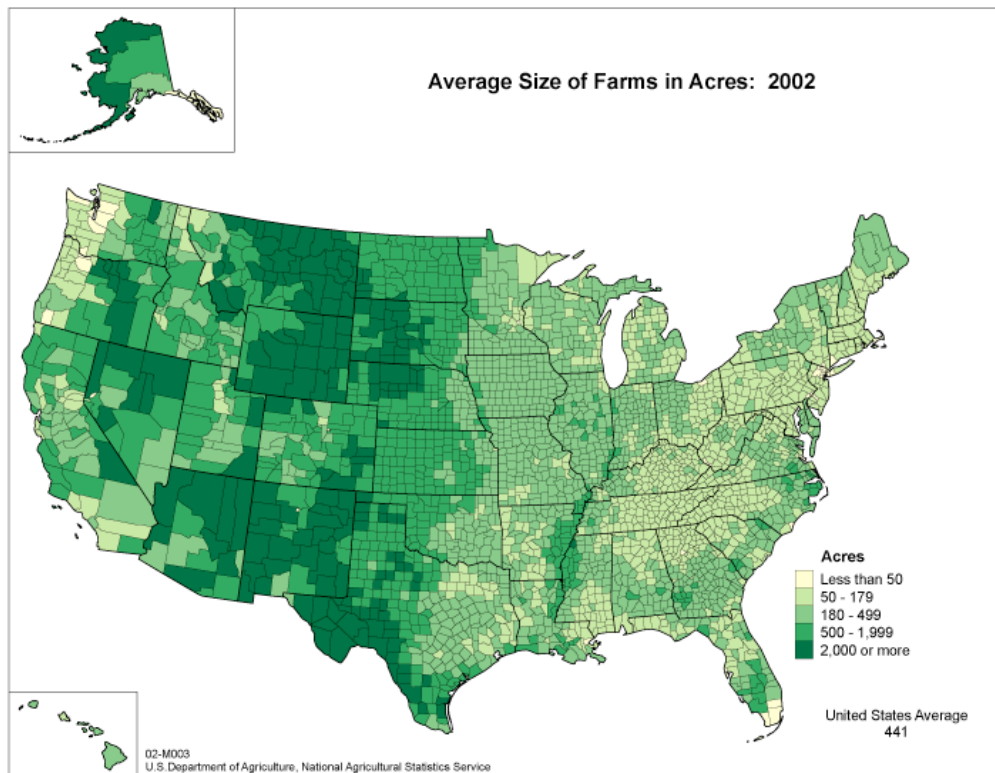 Average Size of Farms in Acres: 2002
Acres
Less than 50
50 - 179
180 - 499
500 - 1,999
2,000 or more
United States Average
441
02-M003
U.S.Department of Agriculture, National Agricultural Statistics Service